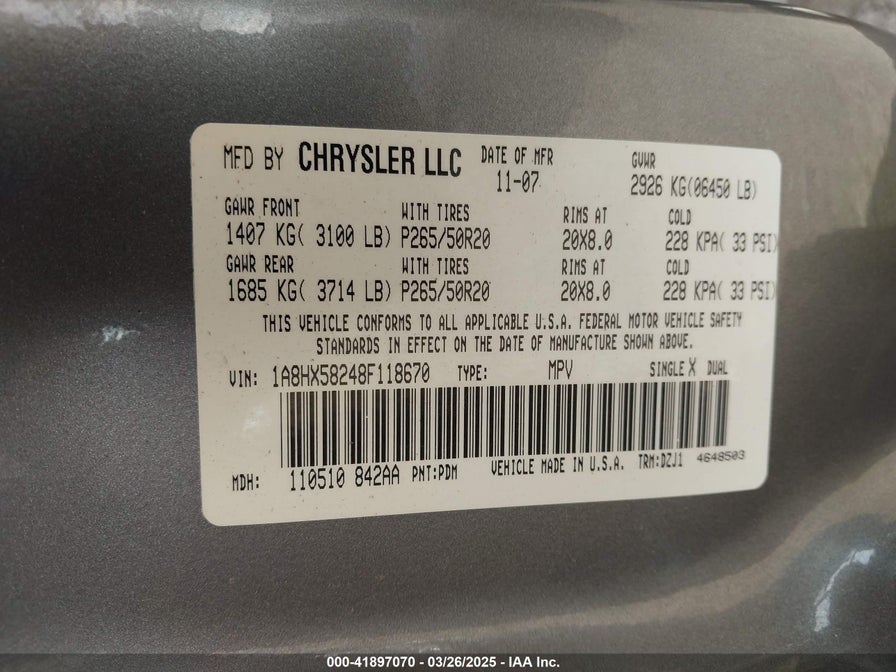 MFD BY CHRYSLER LLC DATE OF MFR GVWR
11-07 2926 KG(06450 LB)
GAWR FRONT WITH TIRES RIMS AT COLD
1407 KG( 3100 LB) P265/50R20 20X8.0 228 KPA( 33 PSI)
GAWR REAR WITH TIRES RIMS AT COLD
1685 KG( 3714 LB) P265/50R20 20X8.0 228 KPA( 33 PSI)
THIS VEHICLE CONFORMS TO ALL APPLICABLE U.S.A. FEDERAL MOTOR VEHICLE SAFETY
STANDARDS IN EFFECT ON THE DATE OF MANUFACTURE SHOWN ABOVE.
VIN: 1A8HX58248F118670 TYPE: MPV SINGLE X DUAL
MDH: 110510 842AA PNT:PDM VEHICLE MADE IN U.S.A. TRM:DZJ1 4648503
000-41897070 - 03/26/2025 - IAA Inc.